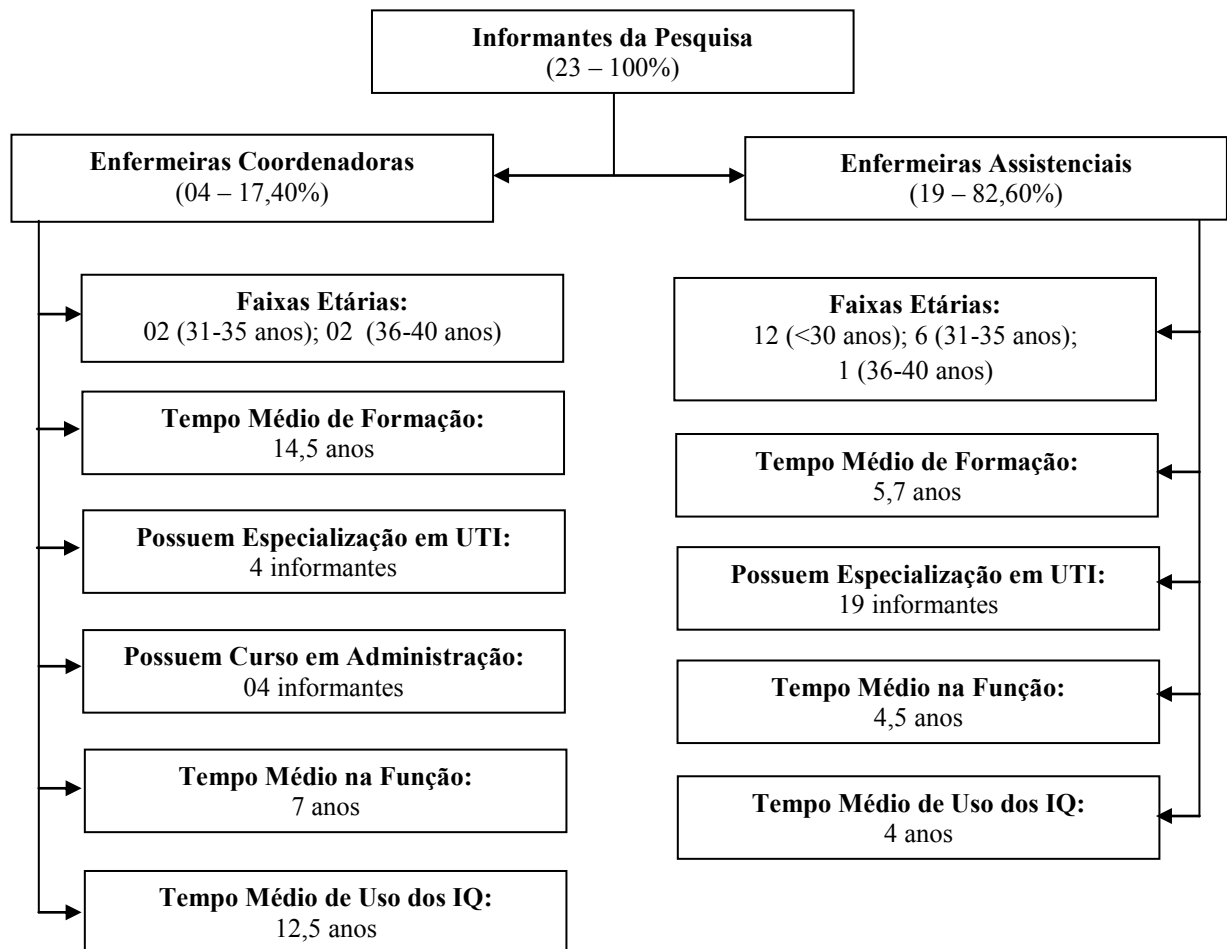 Informantes da Pesquisa
(23 – 100%)
Enfermeiras Coordenadoras
(04 – 17,40%)
Enfermeiras Assistenciais
(19 – 82,60%)
Faixas Etárias:
02 (31-35 anos); 02 (36-40 anos)
Tempo Médio de Formação:
14,5 anos
Possuem Especialização em UTI:
4 informantes
Possuem Curso em Administração:
04 informantes
Tempo Médio na Função:
7 anos
Tempo Médio de Uso dos IQ:
12,5 anos
Faixas Etárias:
12 (<30 anos); 6 (31-35 anos);
1 (36-40 anos)
Tempo Médio de Formação:
5,7 anos
Possuem Especialização em UTI:
19 informantes
Tempo Médio na Função:
4,5 anos
Tempo Médio de Uso dos IQ:
4 anos